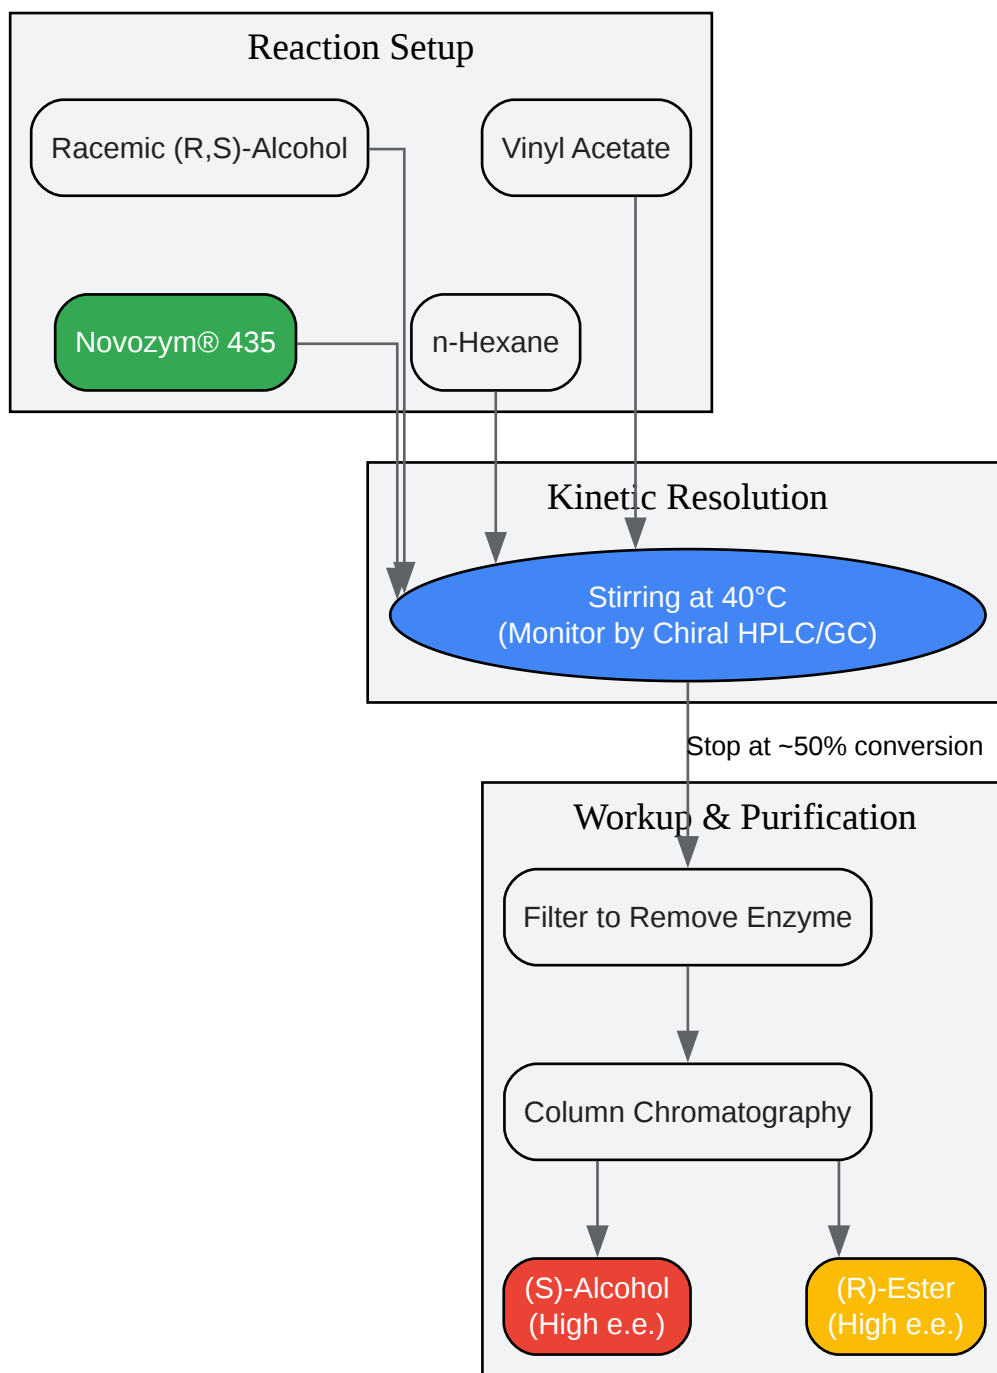 Reaction Setup
Racemic (R,S)-Alcohol
Vinyl Acetate
Novozym® 435
n-Hexane
Kinetic Resolution
Stirring at 40°C
(Monitor by Chiral HPLC/GC)
Stop at ~50% conversion
Workup & Purification
Filter to Remove Enzyme
Column Chromatography
(S)-Alcohol
(High e.e.)
(R)-Ester
(High e.e.)